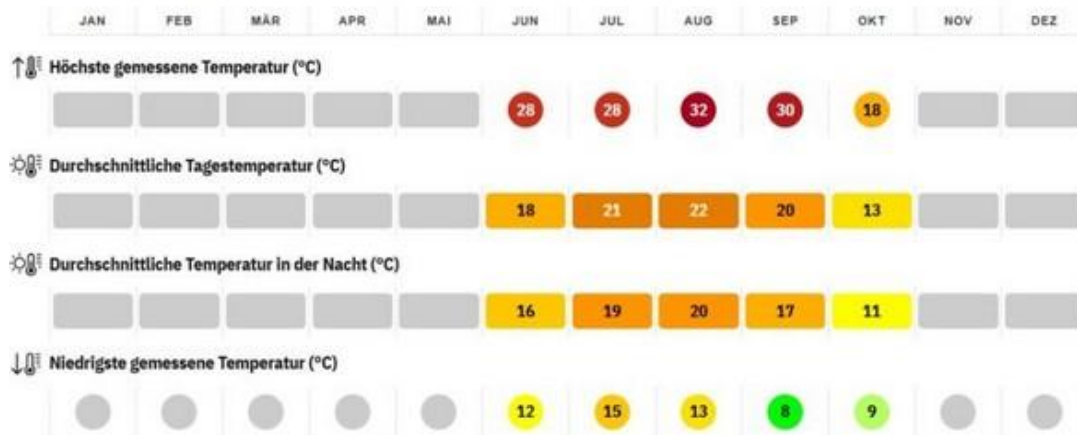 JAN FEB MÄR APR MAI JUN JUL AUG SEP OKT NOV DEZ
Höchste gemessene Temperatur (°C)
28 28 32 30 18
Durchschnittliche Tagestemperatur (°C)
18 21 22 20 13
Durchschnittliche Temperatur in der Nacht (°C)
16 19 20 17 11
Niedrigste gemessene Temperatur (°C)
12 15 13 8 9